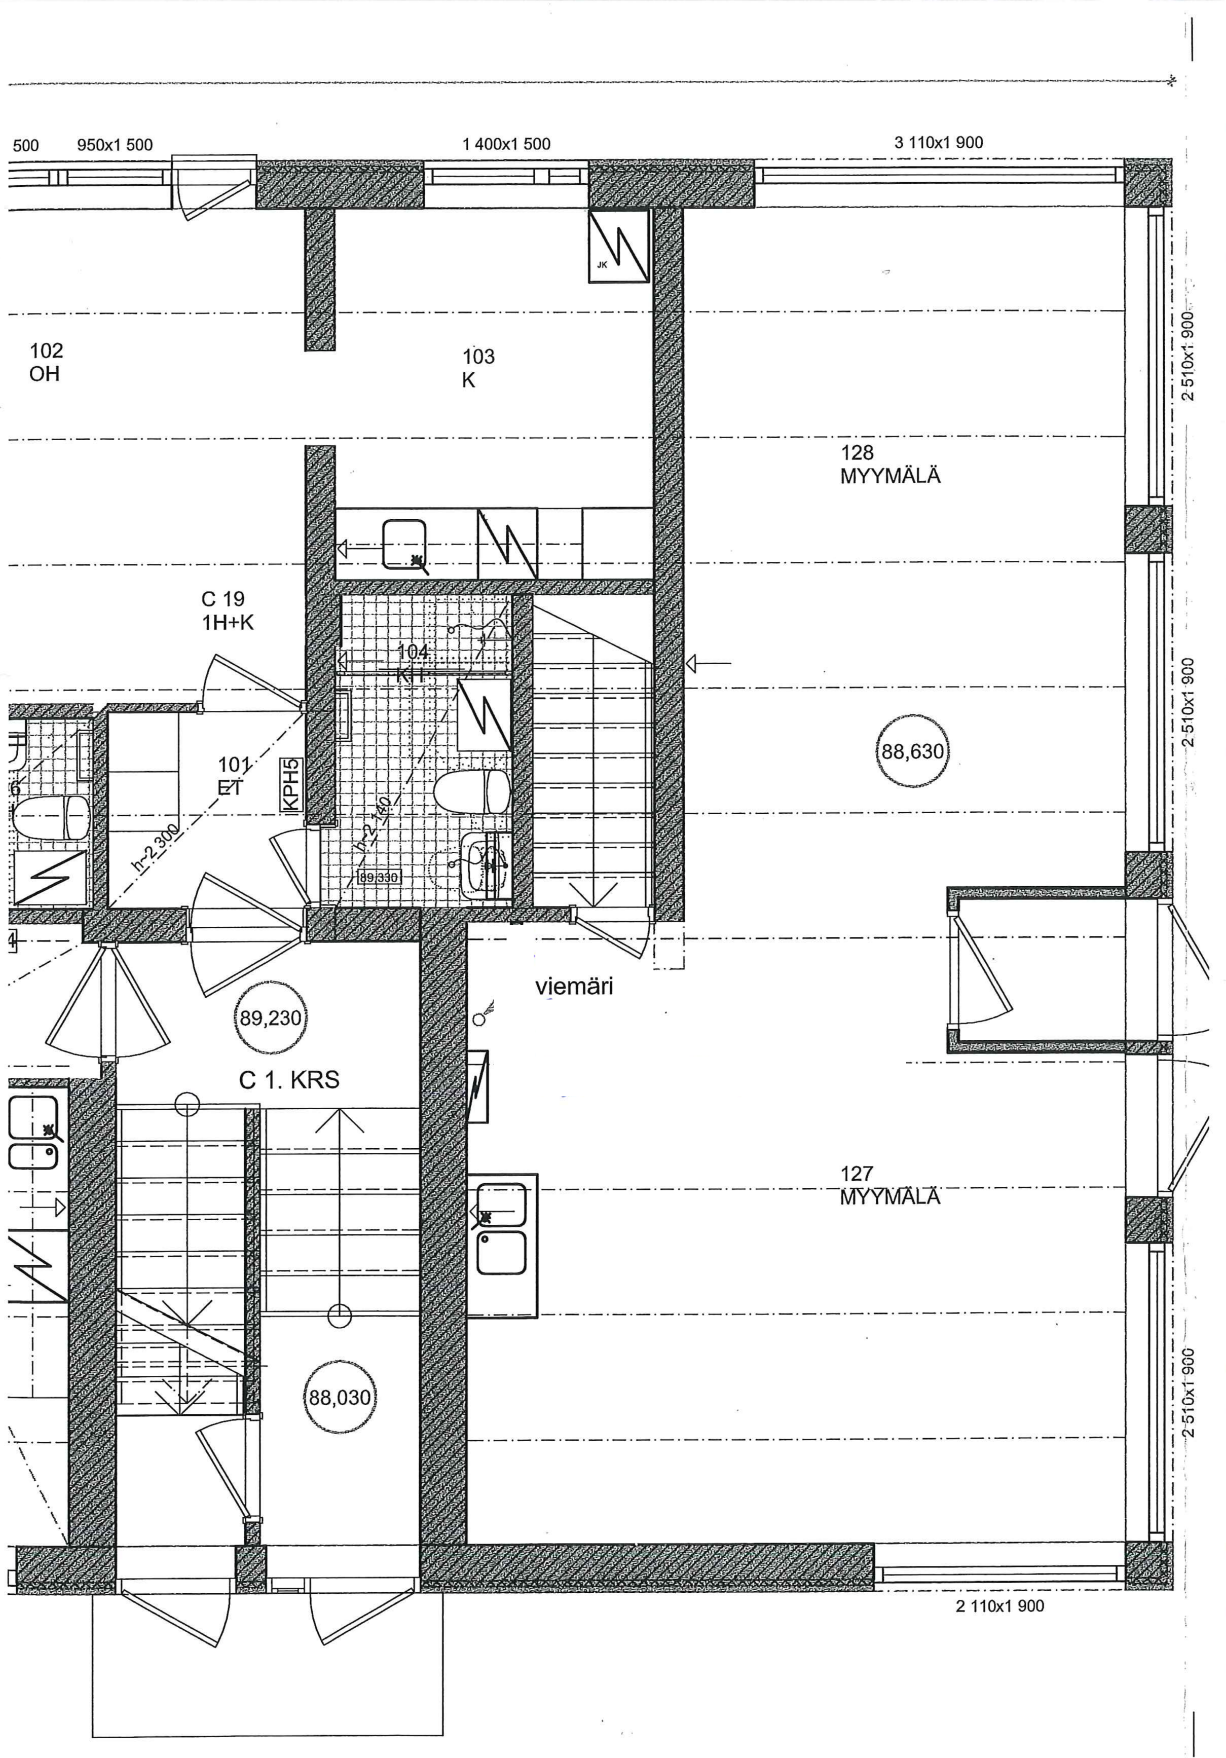 500
950x1 500
1 400x1 500
3 110x1 900
JK
102
OH
103
K
2 510x1 900
128
MYYMÄLÄ
C 19
1H+K
104
KH
2 510x1 900
88,630
101
ET
KPH5
6
h~2 300
h~2 140
89,330
4
viemäri
89,230
C 1. KRS
127
MYYMÄLÄ
88,030
2 510x1 900
2 110x1 900